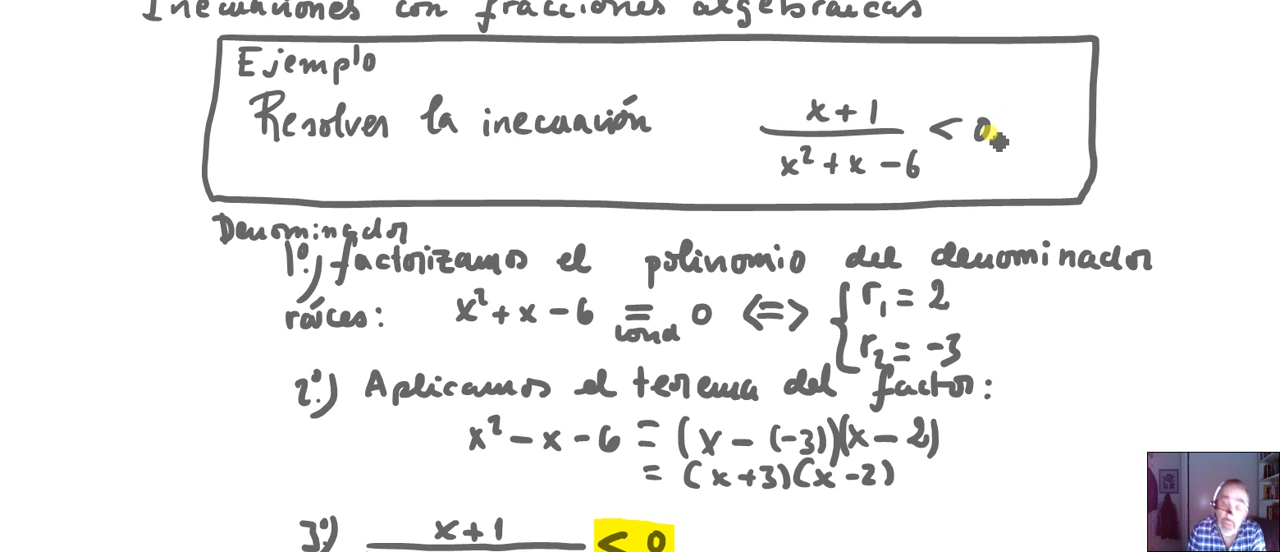 Inecuaciones con fracciones algebraicas
Ejemplo
Resolver la inecuación x+1 / x²+x-6 < 0
Denominador
1º) factorizamos el polinomio del denominador
raíces: x²+x-6 = 0 <=> { r₁ = 2
cond
r₂ = -3
2º) Aplicamos el terema del factor:
x²-x-6 = (x-(-3))(x-2)
= (x+3)(x-2)
3º) x+1 < 0